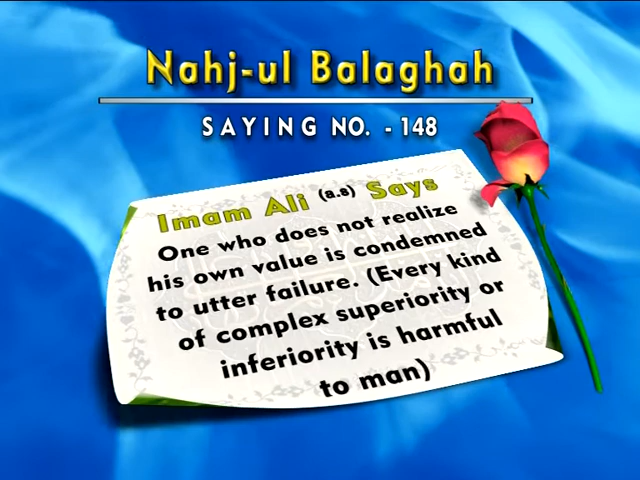 Nahj-ul Balaghah
SAYING NO. - 148
Imam Ali (a.s) Says
One who does not realize
his own value is condemned
to utter failure. (Every kind
of complex superiority or
inferiority is harmful
to man)